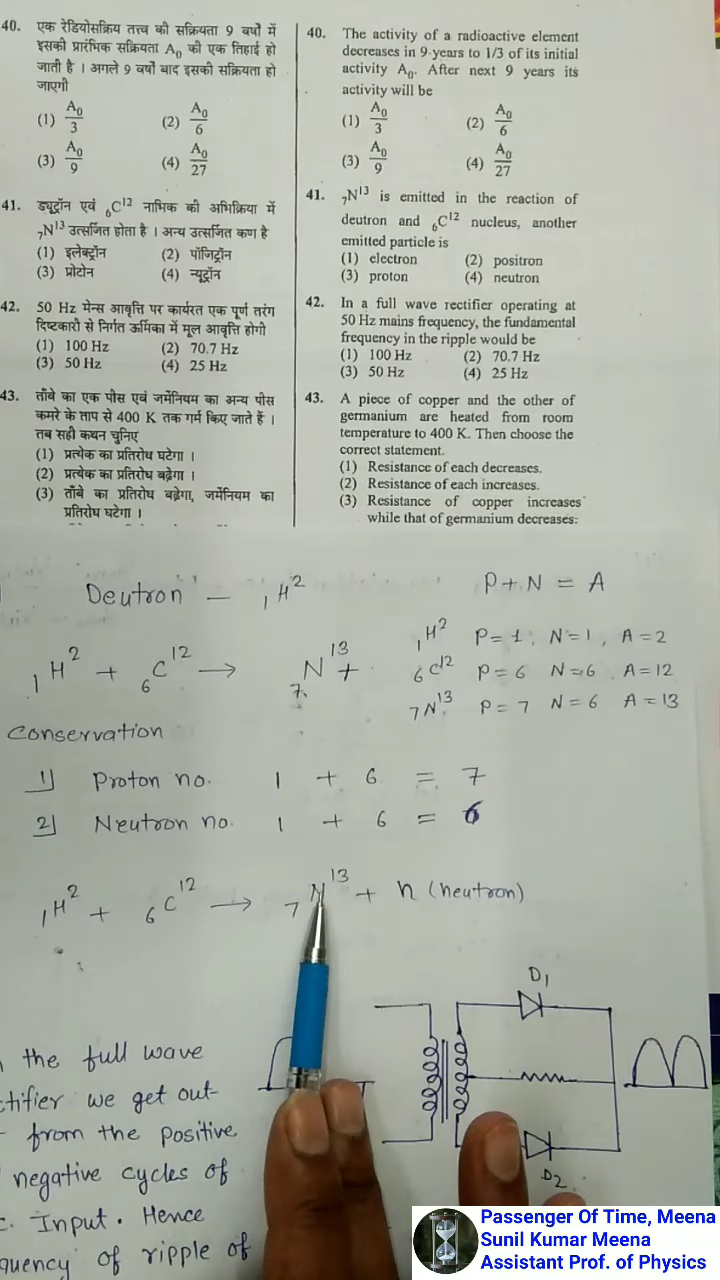 40. एक रेडियोसक्रिय तत्त्व की सक्रियता 9 वर्षों में
इसकी प्रारंभिक सक्रियता A₀ की एक तिहाई हो
जाती है । अगले 9 वर्षों बाद इसकी सक्रियता हो
जाएगी
(1) A₀/3 (2) A₀/6
(3) A₀/9 (4) A₀/27
41. ड्यूट्रॉन एवं ₆C¹² नाभिक की अभिक्रिया में
₇N¹³ उत्सर्जित होता है । अन्य उत्सर्जित कण है
(1) इलेक्ट्रॉन (2) पॉजिट्रॉन
(3) प्रोटोन (4) न्यूट्रॉन
42. 50 Hz मेन्स आवृत्ति पर कार्यरत एक पूर्ण तरंग
दिष्टकारी से निर्गत ऊर्मिका में मूल आवृत्ति होगी
(1) 100 Hz (2) 70.7 Hz
(3) 50 Hz (4) 25 Hz
43. ताँबे का एक पीस एवं जर्मेनियम का अन्य पीस
कमरे के ताप से 400 K तक गर्म किए जाते हैं ।
तब सही कथन चुनिए
(1) प्रत्येक का प्रतिरोध घटेगा ।
(2) प्रत्येक का प्रतिरोध बढ़ेगा ।
(3) ताँबे का प्रतिरोध बढ़ेगा, जर्मेनियम का
प्रतिरोध घटेगा ।
40. The activity of a radioactive element
decreases in 9 years to 1/3 of its initial
activity A₀. After next 9 years its
activity will be
(1) A₀/3 (2) A₀/6
(3) A₀/9 (4) A₀/27
41. ₇N¹³ is emitted in the reaction of
deutron and ₆C¹² nucleus, another
emitted particle is
(1) electron (2) positron
(3) proton (4) neutron
42. In a full wave rectifier operating at
50 Hz mains frequency, the fundamental
frequency in the ripple would be
(1) 100 Hz (2) 70.7 Hz
(3) 50 Hz (4) 25 Hz
43. A piece of copper and the other of
germanium are heated from room
temperature to 400 K. Then choose the
correct statement.
(1) Resistance of each decreases.
(2) Resistance of each increases.
(3) Resistance of copper increases
while that of germanium decreases.
Deutron — ₁H² P + N = A
₁H² + ₆C¹² → ₇N¹³ +
₁H² P = 1, N = 1, A = 2
₆C¹² P = 6 N = 6 A = 12
₇N¹³ P = 7 N = 6 A = 13
Conservation
1) Proton no. 1 + 6 = 7
2) Neutron no. 1 + 6 = 6
₁H² + ₆C¹² → ₇N¹³ + n (neutron)
D₁
the full wave
ctifier we get out-
from the positive
negative cycles of
D₂
Input. Hence
quency of ripple of
Passenger Of Time, Meena
Sunil Kumar Meena
Assistant Prof. of Physics